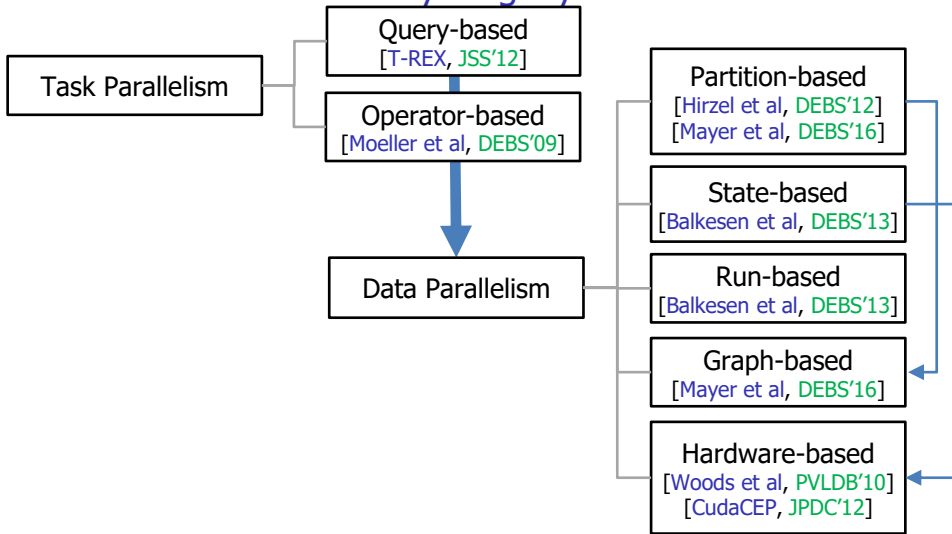 Query-based
[T-REX, JSS'12]
Task Parallelism
Operator-based
[Moeller et al, DEBS'09]
Data Parallelism
Partition-based
[Hirzel et al, DEBS'12]
[Mayer et al, DEBS'16]
State-based
[Balkesen et al, DEBS'13]
Run-based
[Balkesen et al, DEBS'13]
Graph-based
[Mayer et al, DEBS'16]
Hardware-based
[Woods et al, PVLDB'10]
[CudaCEP, JPDC'12]